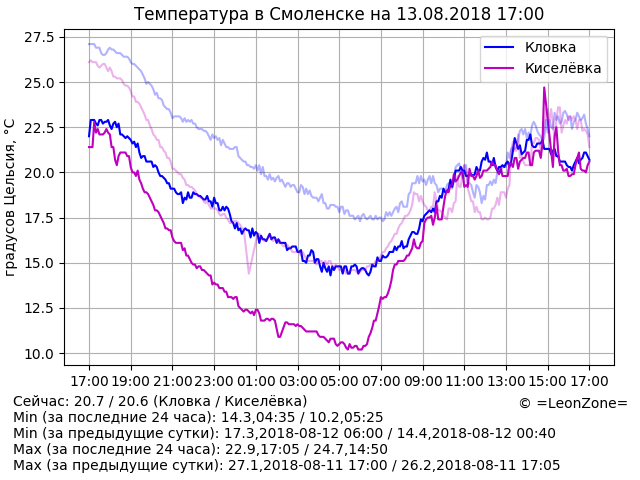 Температура в Смоленске на 13.08.2018 17:00
Кловка
Киселёвка
градусов Цельсия, °C
27.5
25.0
22.5
20.0
17.5
15.0
12.5
10.0
17:00 19:00 21:00 23:00 01:00 03:00 05:00 07:00 09:00 11:00 13:00 15:00 17:00
© =LeonZone=
Сейчас: 20.7 / 20.6 (Кловка / Киселёвка)
Min (за последние 24 часа): 14.3,04:35 / 10.2,05:25
Min (за предыдущие сутки): 17.3,2018-08-12 06:00 / 14.4,2018-08-12 00:40
Max (за последние 24 часа): 22.9,17:05 / 24.7,14:50
Max (за предыдущие сутки): 27.1,2018-08-11 17:00 / 26.2,2018-08-11 17:05